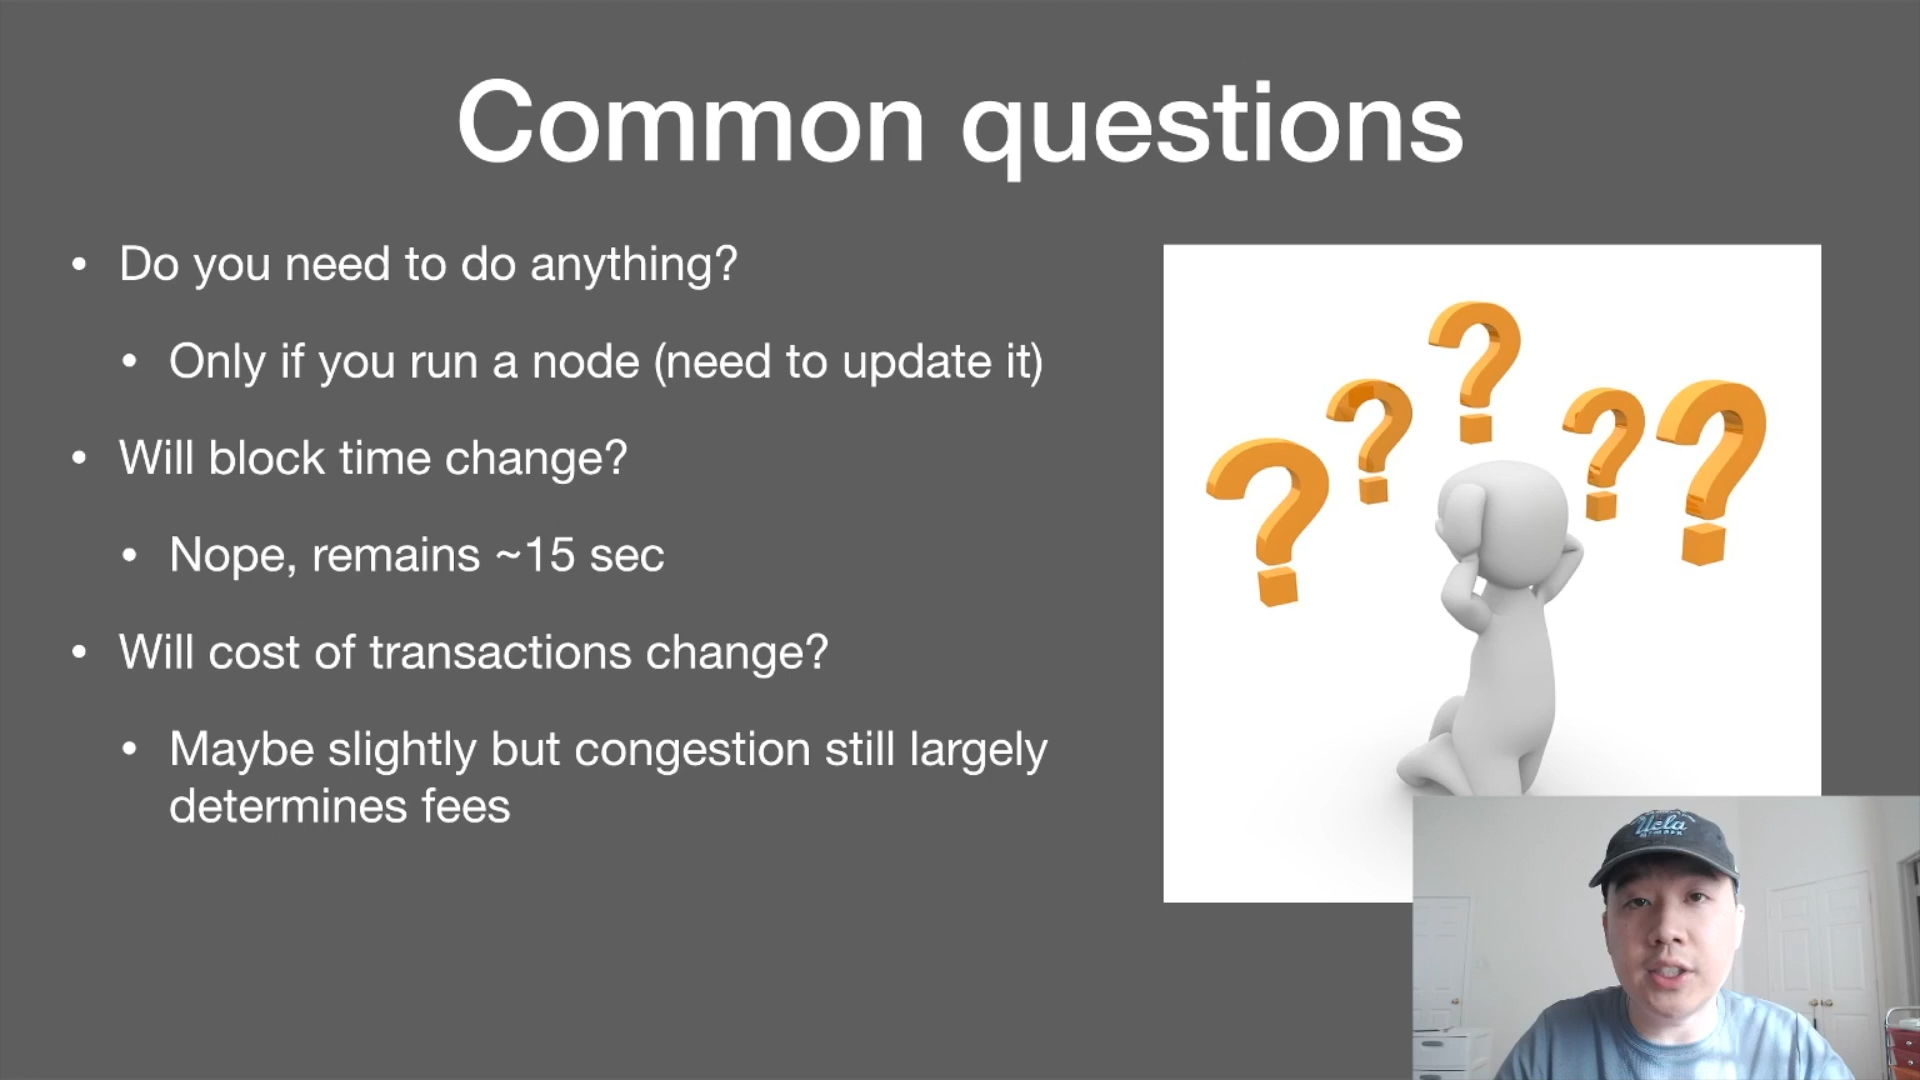 Common questions
• Do you need to do anything?
• Only if you run a node (need to update it)
• Will block time change?
• Nope, remains ~15 sec
• Will cost of transactions change?
• Maybe slightly but congestion still largely
determines fees
? ? ? ? ?
Ucla